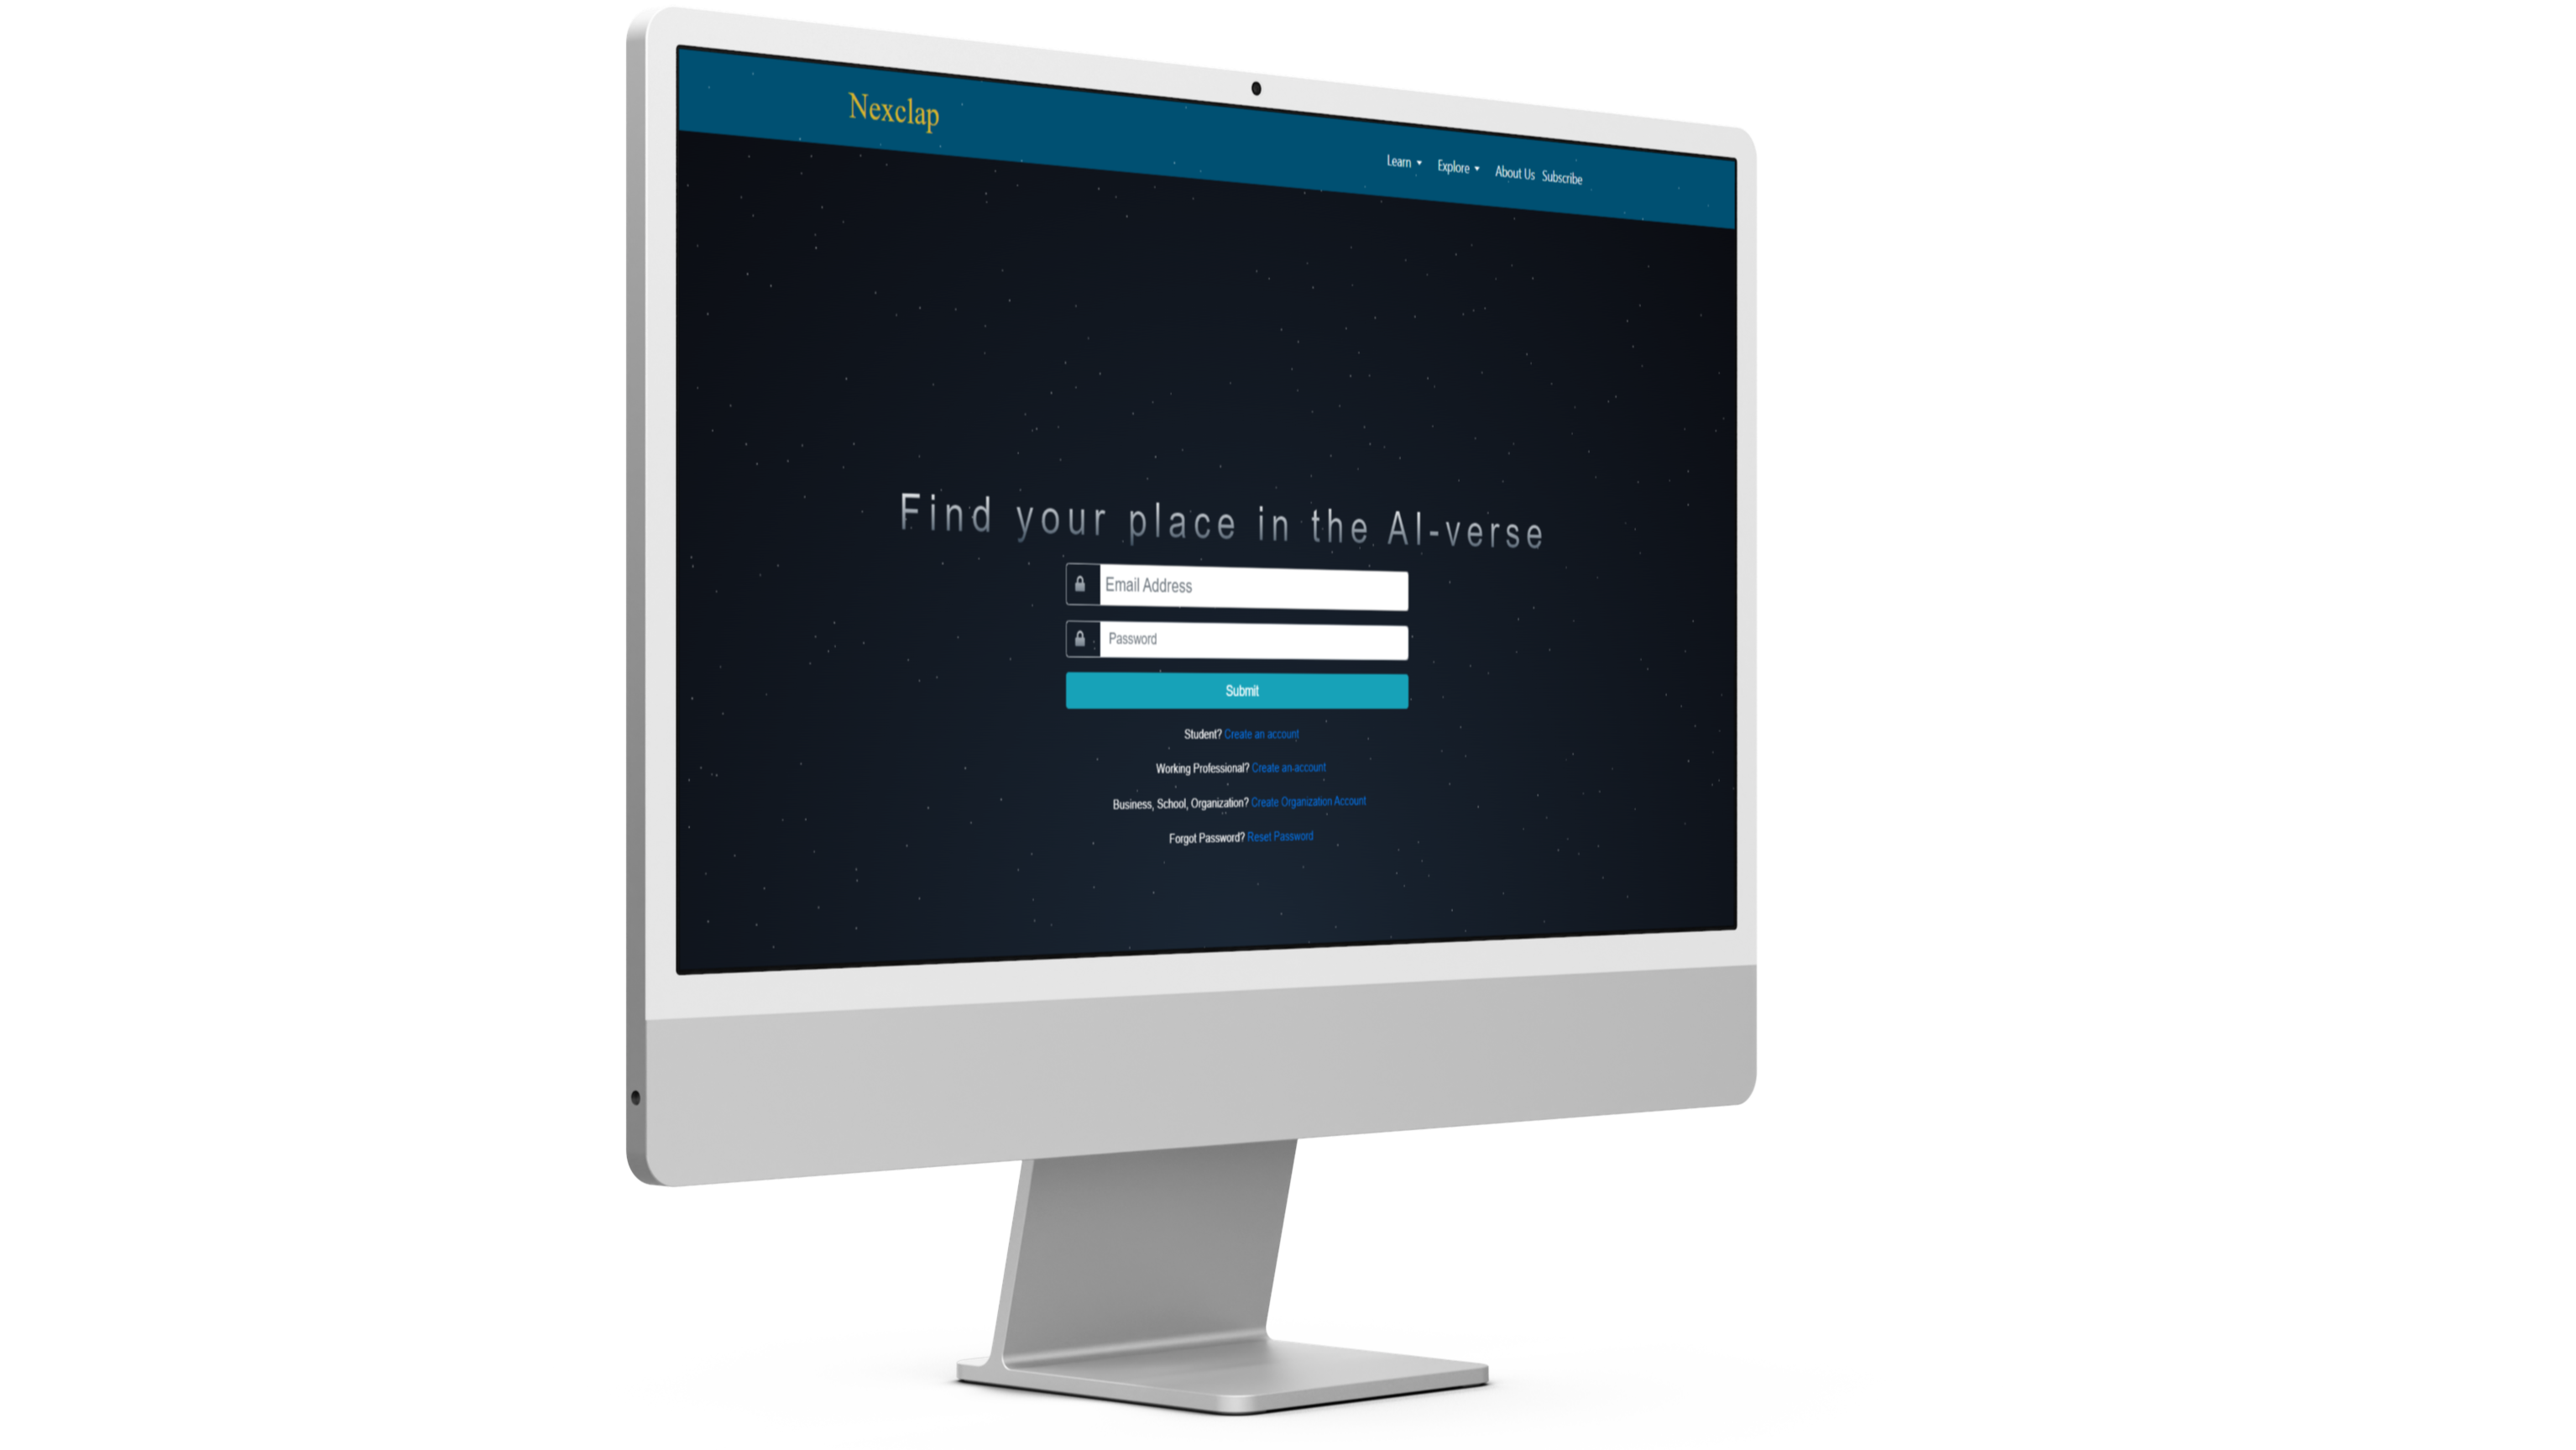 Nexclap
Learn Explore About Us Subscribe
Find your place in the AI-verse
Email Address
Password
Submit
Student? Create an account
Working Professional? Create an account
Business, School, Organization? Create Organization Account
Forgot Password? Reset Password